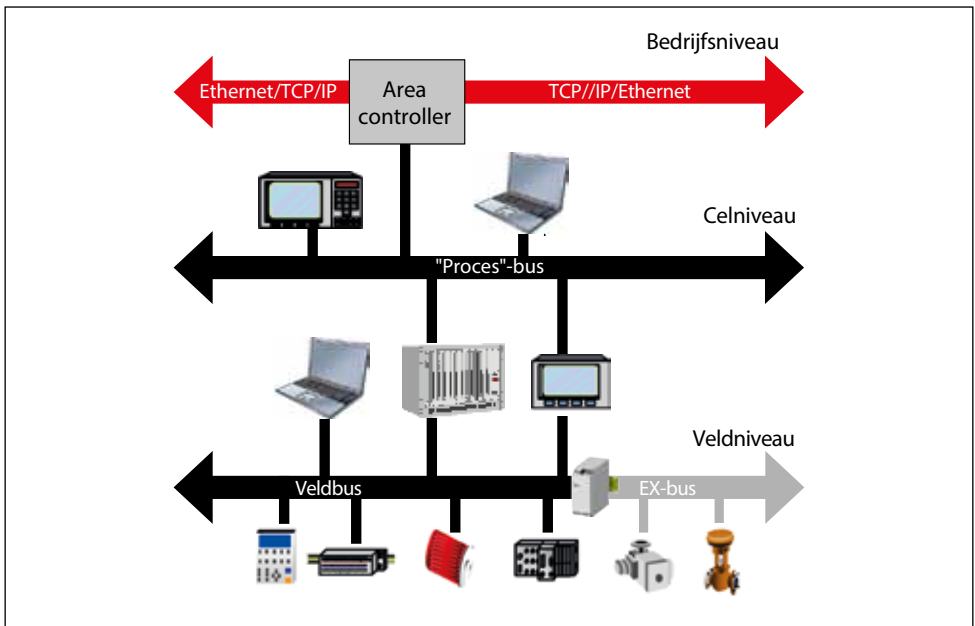 Bedrijfsniveau
Ethernet/TCP/IP
Area
controller
TCP//IP/Ethernet
Celniveau
"Proces"-bus
Veldniveau
Veldbus
EX-bus